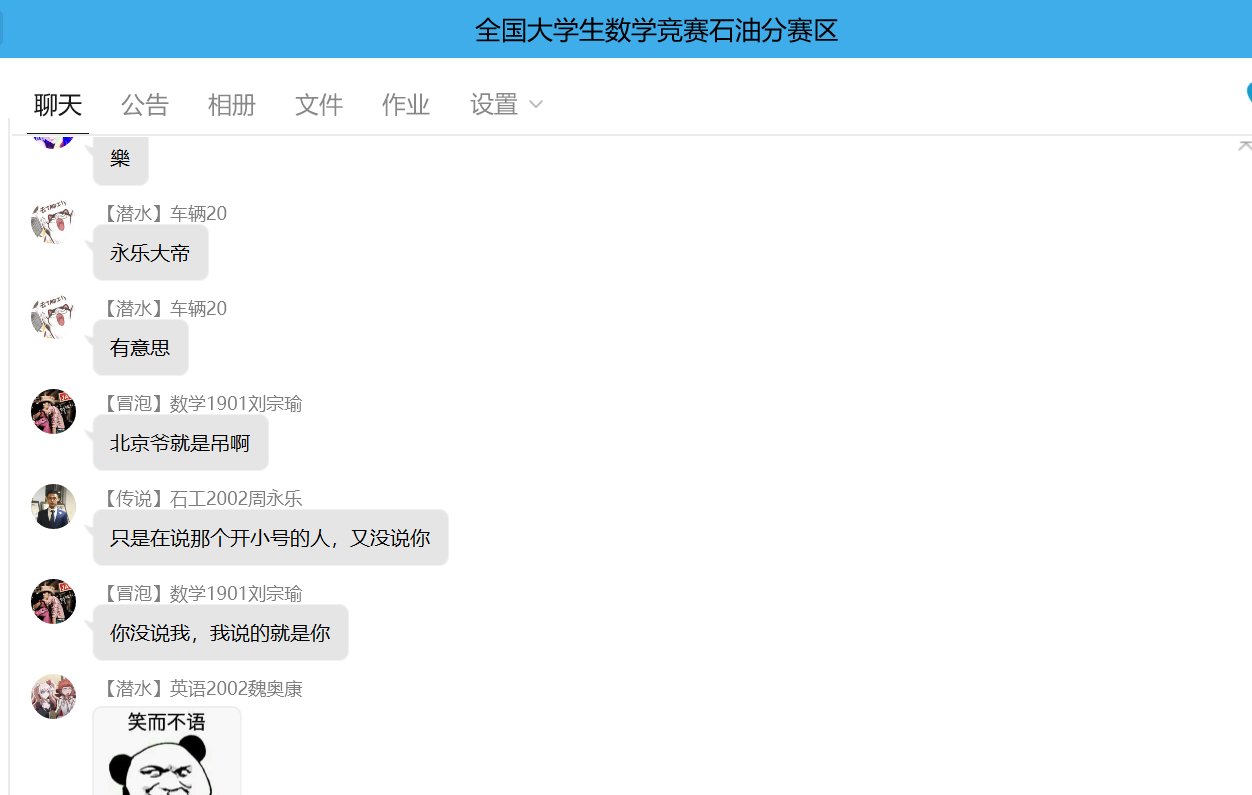 全国大学生数学竞赛石油分赛区
聊天 公告 相册 文件 作业 设置
樂
【潜水】车辆20
永乐大帝
【潜水】车辆20
有意思
【冒泡】数学1901刘宗瑜
北京爷就是吊啊
【传说】石工2002周永乐
只是在说那个开小号的人，又没说你
【冒泡】数学1901刘宗瑜
你没说我，我说的就是你
【潜水】英语2002魏奥康
笑而不语